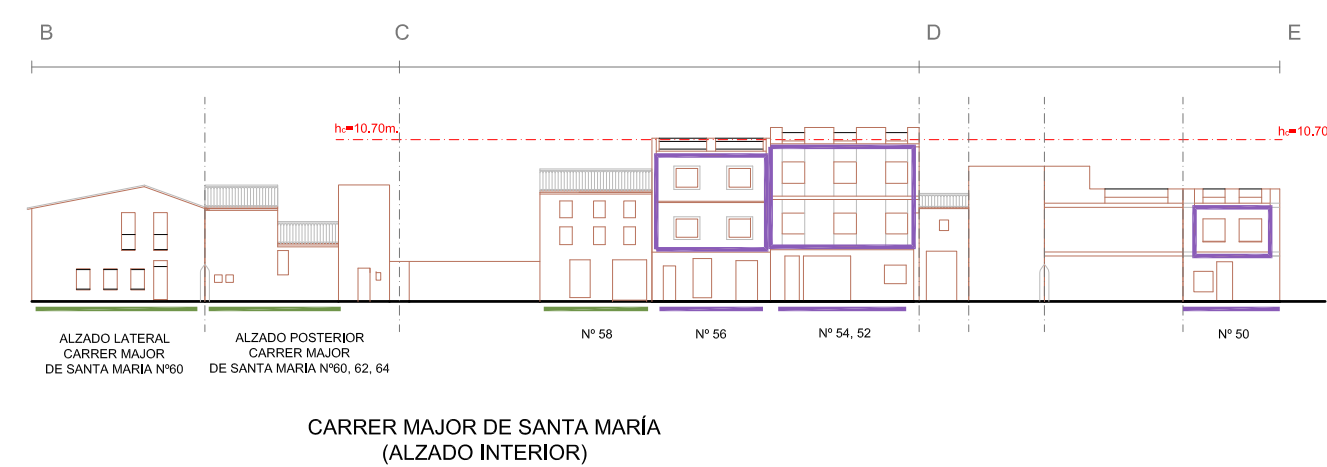 B
C
D
E
hc=10.70m.
hc=10.70
ALZADO LATERAL
CARRER MAJOR
DE SANTA MARIA Nº60
ALZADO POSTERIOR
CARRER MAJOR
DE SANTA MARIA Nº60, 62, 64
Nº 58
Nº 56
Nº 54, 52
Nº 50
CARRER MAJOR DE SANTA MARÍA
(ALZADO INTERIOR)